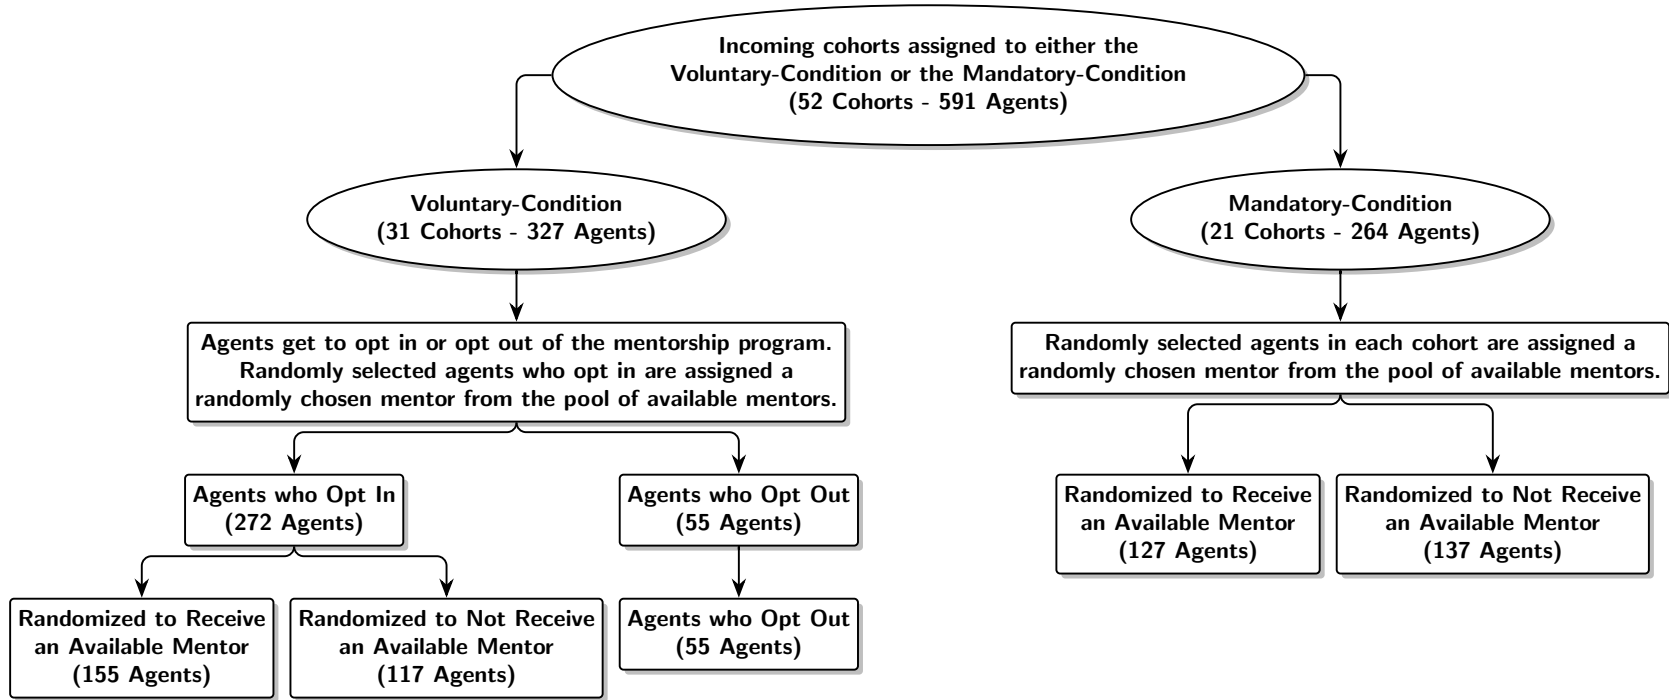 Incoming cohorts assigned to either the
Voluntary-Condition or the Mandatory-Condition
(52 Cohorts - 591 Agents)
Voluntary-Condition
(31 Cohorts - 327 Agents)
Mandatory-Condition
(21 Cohorts - 264 Agents)
Agents get to opt in or opt out of the mentorship program.
Randomly selected agents who opt in are assigned a
randomly chosen mentor from the pool of available mentors.
Randomly selected agents in each cohort are assigned a
randomly chosen mentor from the pool of available mentors.
Agents who Opt In
(272 Agents)
Agents who Opt Out
(55 Agents)
Randomized to Receive
an Available Mentor
(127 Agents)
Randomized to Not Receive
an Available Mentor
(137 Agents)
Randomized to Receive
an Available Mentor
(155 Agents)
Randomized to Not Receive
an Available Mentor
(117 Agents)
Agents who Opt Out
(55 Agents)